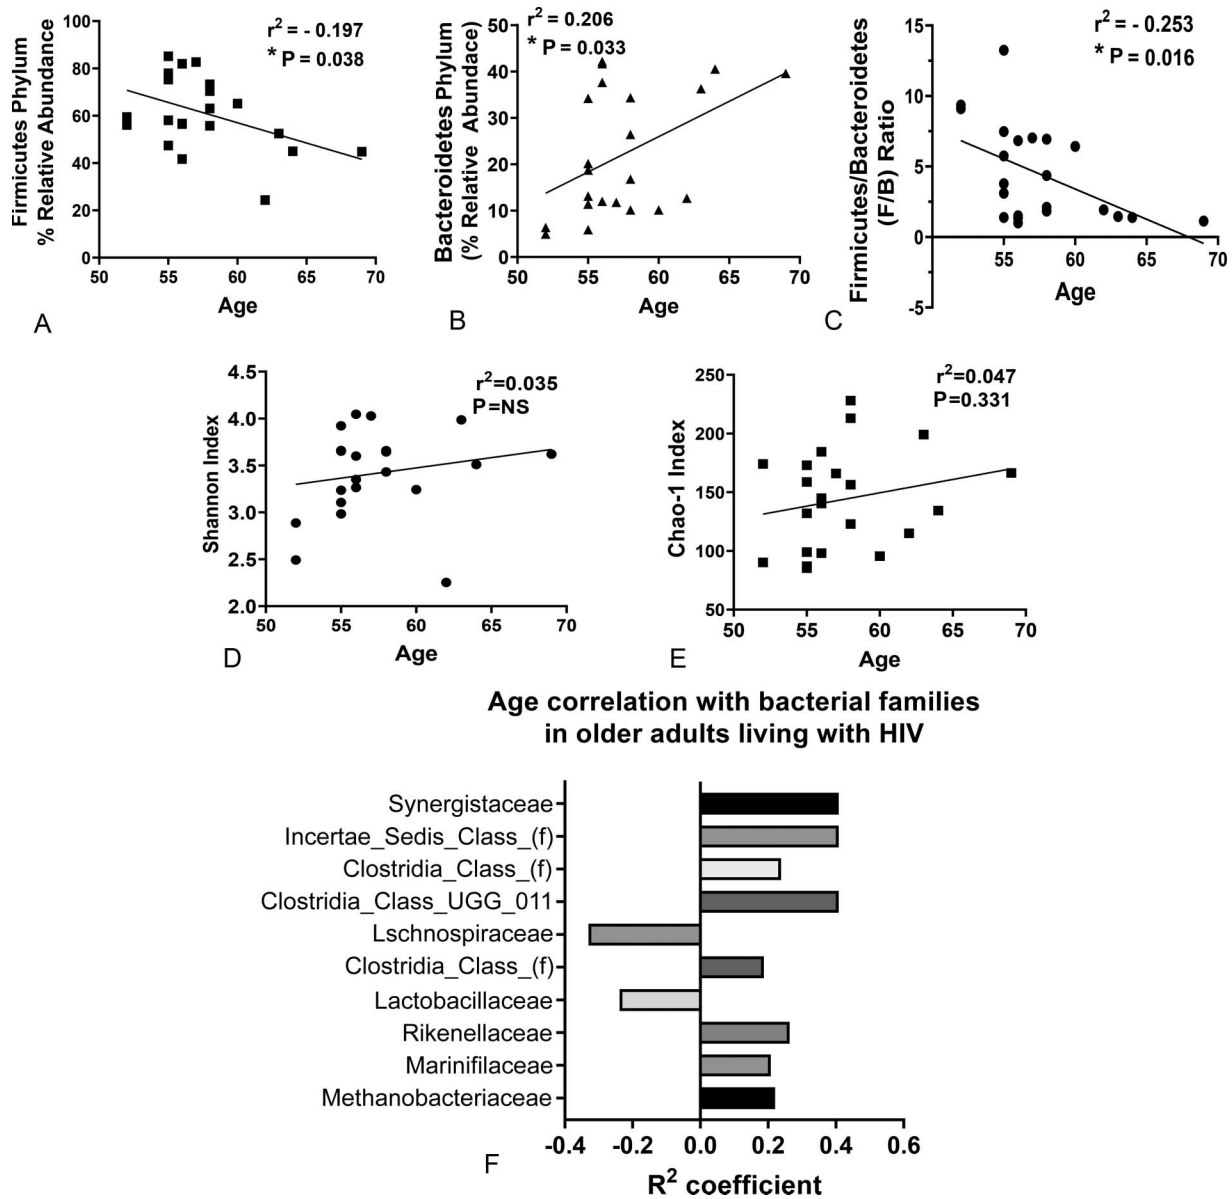 r2 = - 0.197
* P = 0.038
Firmicutes Phylum
% Relative Abundance
100
80
60
40
20
0
50 55 60 65 70
Age
A
r2 = 0.206
* P = 0.033
Bacteroidetes Phylum
(% Relative Abundace)
50
40
30
20
10
0
50 55 60 65 70
Age
B
r2 = - 0.253
* P = 0.016
Firmicutes/Bacteroidetes
(F/B) Ratio
15
10
5
0
-5
55 60 65 70
Age
C
r2=0.035
P=NS
Shannon Index
4.5
4.0
3.5
3.0
2.5
2.0
50 55 60 65 70
Age
D
r2=0.047
P=0.331
Chao-1 Index
250
200
150
100
50
50 55 60 65 70
Age
E
Age correlation with bacterial families
in older adults living with HIV
Synergistaceae
Incertae_Sedis_Class_(f)
Clostridia_Class_(f)
Clostridia_Class_UGG_011
Lschnospiraceae
Clostridia_Class_(f)
Lactobacillaceae
Rikenellaceae
Marinifilaceae
Methanobacteriaceae
-0.4 -0.2 0.0 0.2 0.4 0.6
R2 coefficient
F